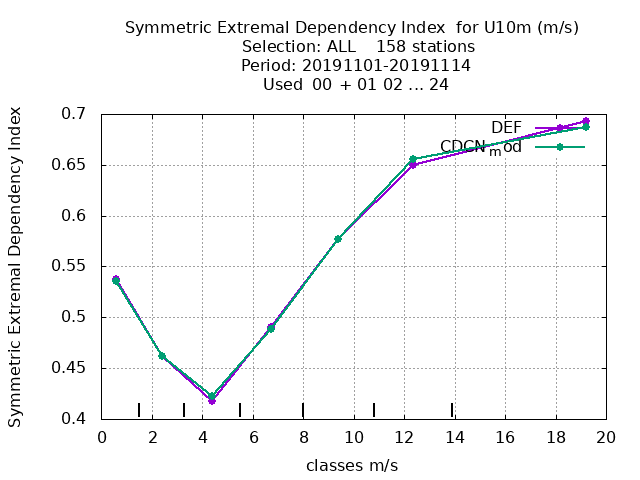 Symmetric Extremal Dependency Index  for U10m (m/s)
Selection: ALL    158 stations
Period: 20191101-20191114
Used  00 + 01 02 ... 24
Symmetric Extremal Dependency Index
0.7
0.65
0.6
0.55
0.5
0.45
0.4
DEF
CDCN_mod
0 2 4 6 8 10 12 14 16 18 20
classes m/s